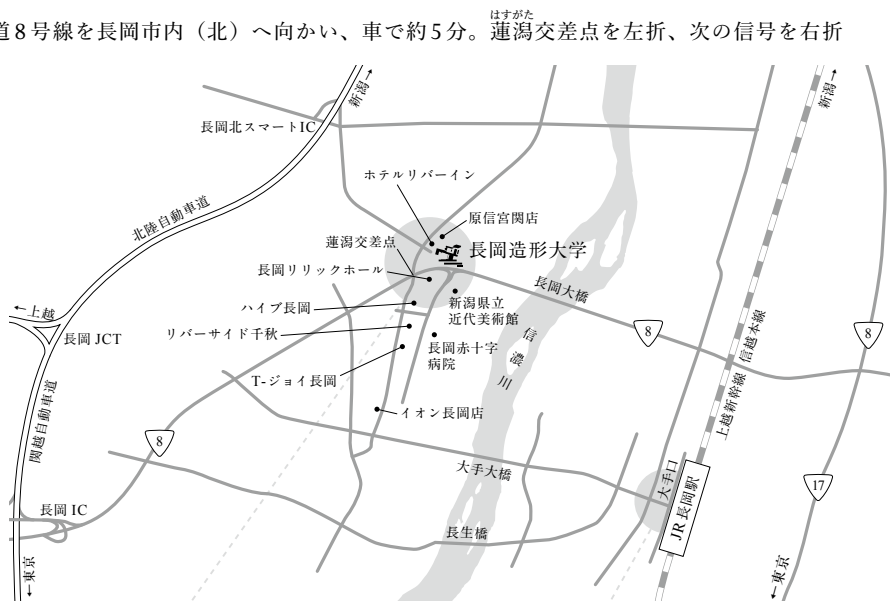 道8号線を長岡市内（北）へ向かい、車で約5分。蓮潟交差点を左折、次の信号を右折
はすがた
新潟→
新潟→
長岡北スマートIC
ホテルリバーイン
北陸自動車道
原信宮関店
蓮潟交差点
長岡造形大学
長岡リリックホール
長岡大橋
←上越
ハイブ長岡
新潟県立
近代美術館
長岡 JCT
リバーサイド千秋
信濃川
8
8
長岡赤十字
病院
信越本線
上越新幹線
T-ジョイ長岡
関越自動車道
イオン長岡店
8
大手大橋
大手口
17
長岡 IC
JR長岡駅
長生橋
←東京
←東京